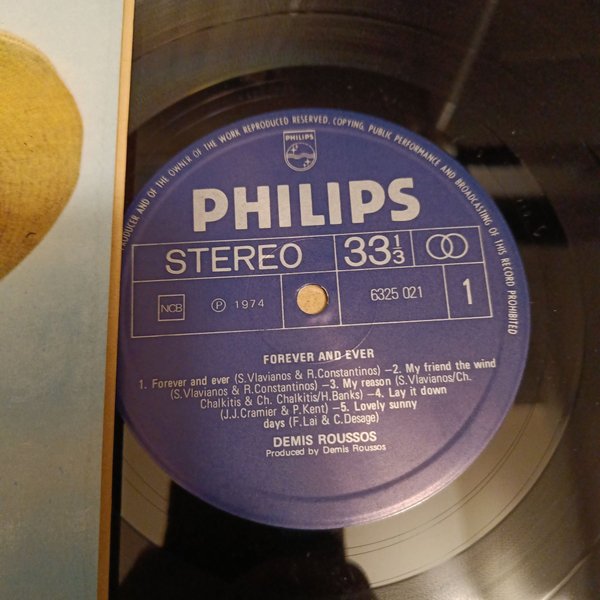 PRODUCER AND OF THE OWNER OF THE WORK REPRODUCED RESERVED. COPYING, PUBLIC PERFORMANCE AND BROADCASTING OF THIS RECORD PROHIBITED
PHILIPS
PHILIPS
STEREO 33 1/3
NCB Ⓟ 1974 6325 021 1
FOREVER AND EVER
1. Forever and ever (S.Vlavianos & R.Constantinos) –2. My friend the wind
(S.Vlavianos & R.Constantinos) –3. My reason (S.Vlavianos/Ch.
Chalkitis & Ch. Chalkitis/H.Banks) –4. Lay it down
(J.J.Cramier & P.Kent) –5. Lovely sunny
days (F.Lai & C.Desage)
DEMIS ROUSSOS
Produced by Demis Roussos